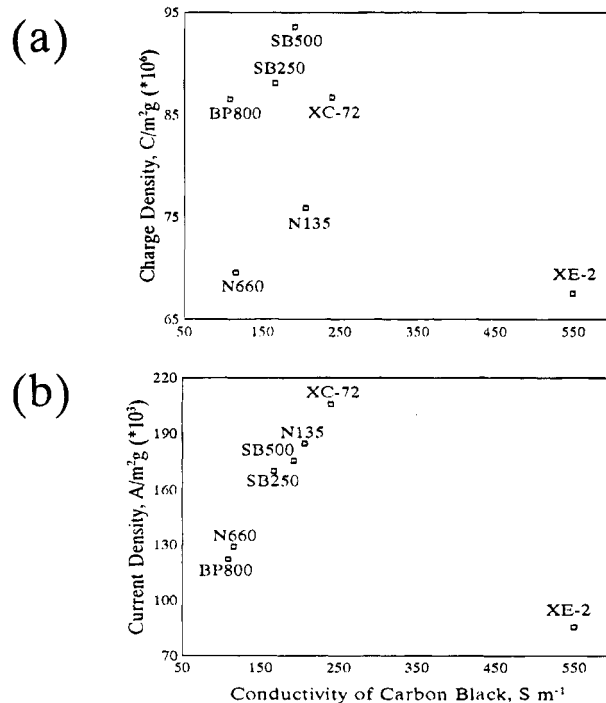 (a)
Charge Density, C/m²g (*10⁶)
95
85
75
65
SB500
SB250
BP800
XC-72
N135
N660
XE-2
50
150
250
350
450
550
(b)
Current Density, A/m²g (*10³)
220
190
160
130
100
70
XC-72
N135
SB500
SB250
N660
BP800
XE-2
50
150
250
350
450
550
Conductivity of Carbon Black, S m⁻¹